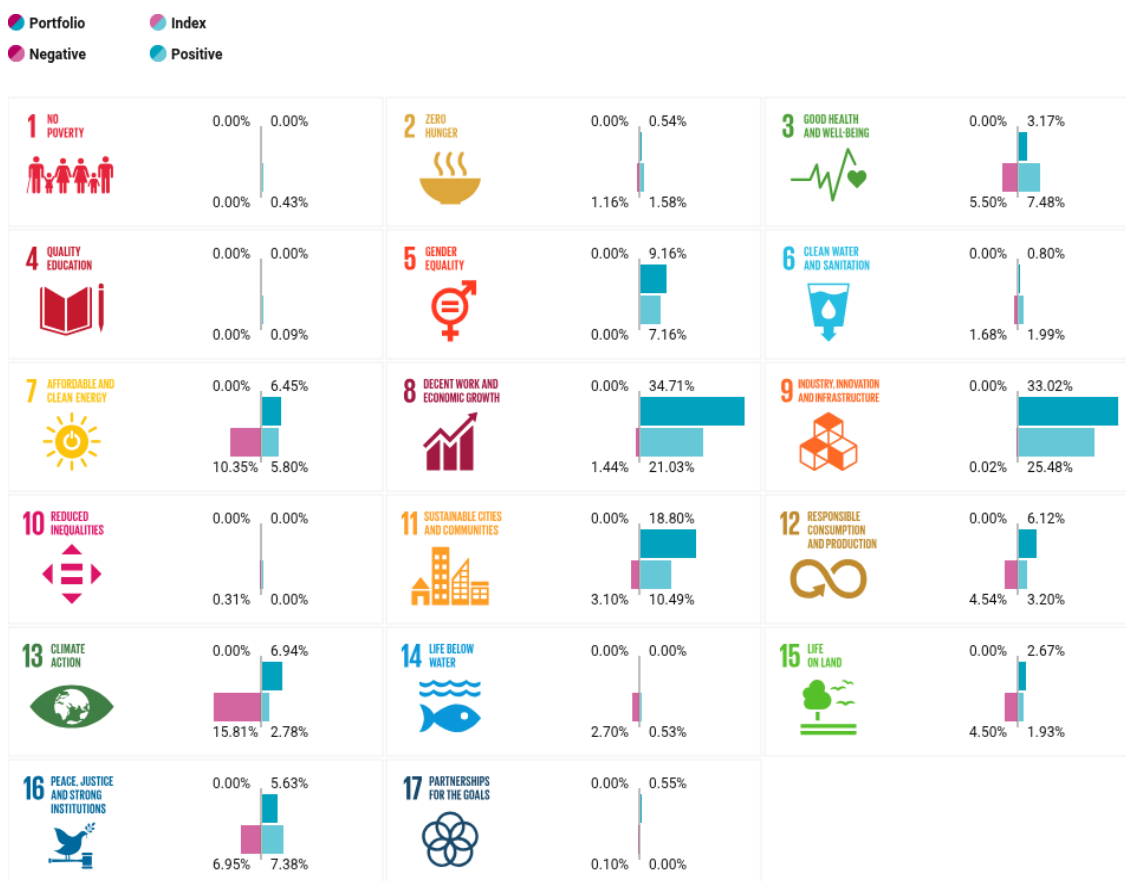 Portfolio Index
Negative Positive
1 NO
POVERTY
0.00% 0.00%
0.00% 0.43%
2 ZERO
HUNGER
0.00% 0.54%
1.16% 1.58%
3 GOOD HEALTH
AND WELL-BEING
0.00% 3.17%
5.50% 7.48%
4 QUALITY
EDUCATION
0.00% 0.00%
0.00% 0.09%
5 GENDER
EQUALITY
0.00% 9.16%
0.00% 7.16%
6 CLEAN WATER
AND SANITATION
0.00% 0.80%
1.68% 1.99%
7 AFFORDABLE AND
CLEAN ENERGY
0.00% 6.45%
10.35% 5.80%
8 DECENT WORK AND
ECONOMIC GROWTH
0.00% 34.71%
1.44% 21.03%
9 INDUSTRY, INNOVATION
AND INFRASTRUCTURE
0.00% 33.02%
0.02% 25.48%
10 REDUCED
INEQUALITIES
0.00% 0.00%
0.31% 0.00%
11 SUSTAINABLE CITIES
AND COMMUNITIES
0.00% 18.80%
3.10% 10.49%
12 RESPONSIBLE
CONSUMPTION
AND PRODUCTION
0.00% 6.12%
4.54% 3.20%
13 CLIMATE
ACTION
0.00% 6.94%
15.81% 2.78%
14 LIFE BELOW
WATER
0.00% 0.00%
2.70% 0.53%
15 LIFE
ON LAND
0.00% 2.67%
4.50% 1.93%
16 PEACE, JUSTICE
AND STRONG
INSTITUTIONS
0.00% 5.63%
6.95% 7.38%
17 PARTNERSHIPS
FOR THE GOALS
0.00% 0.55%
0.10% 0.00%